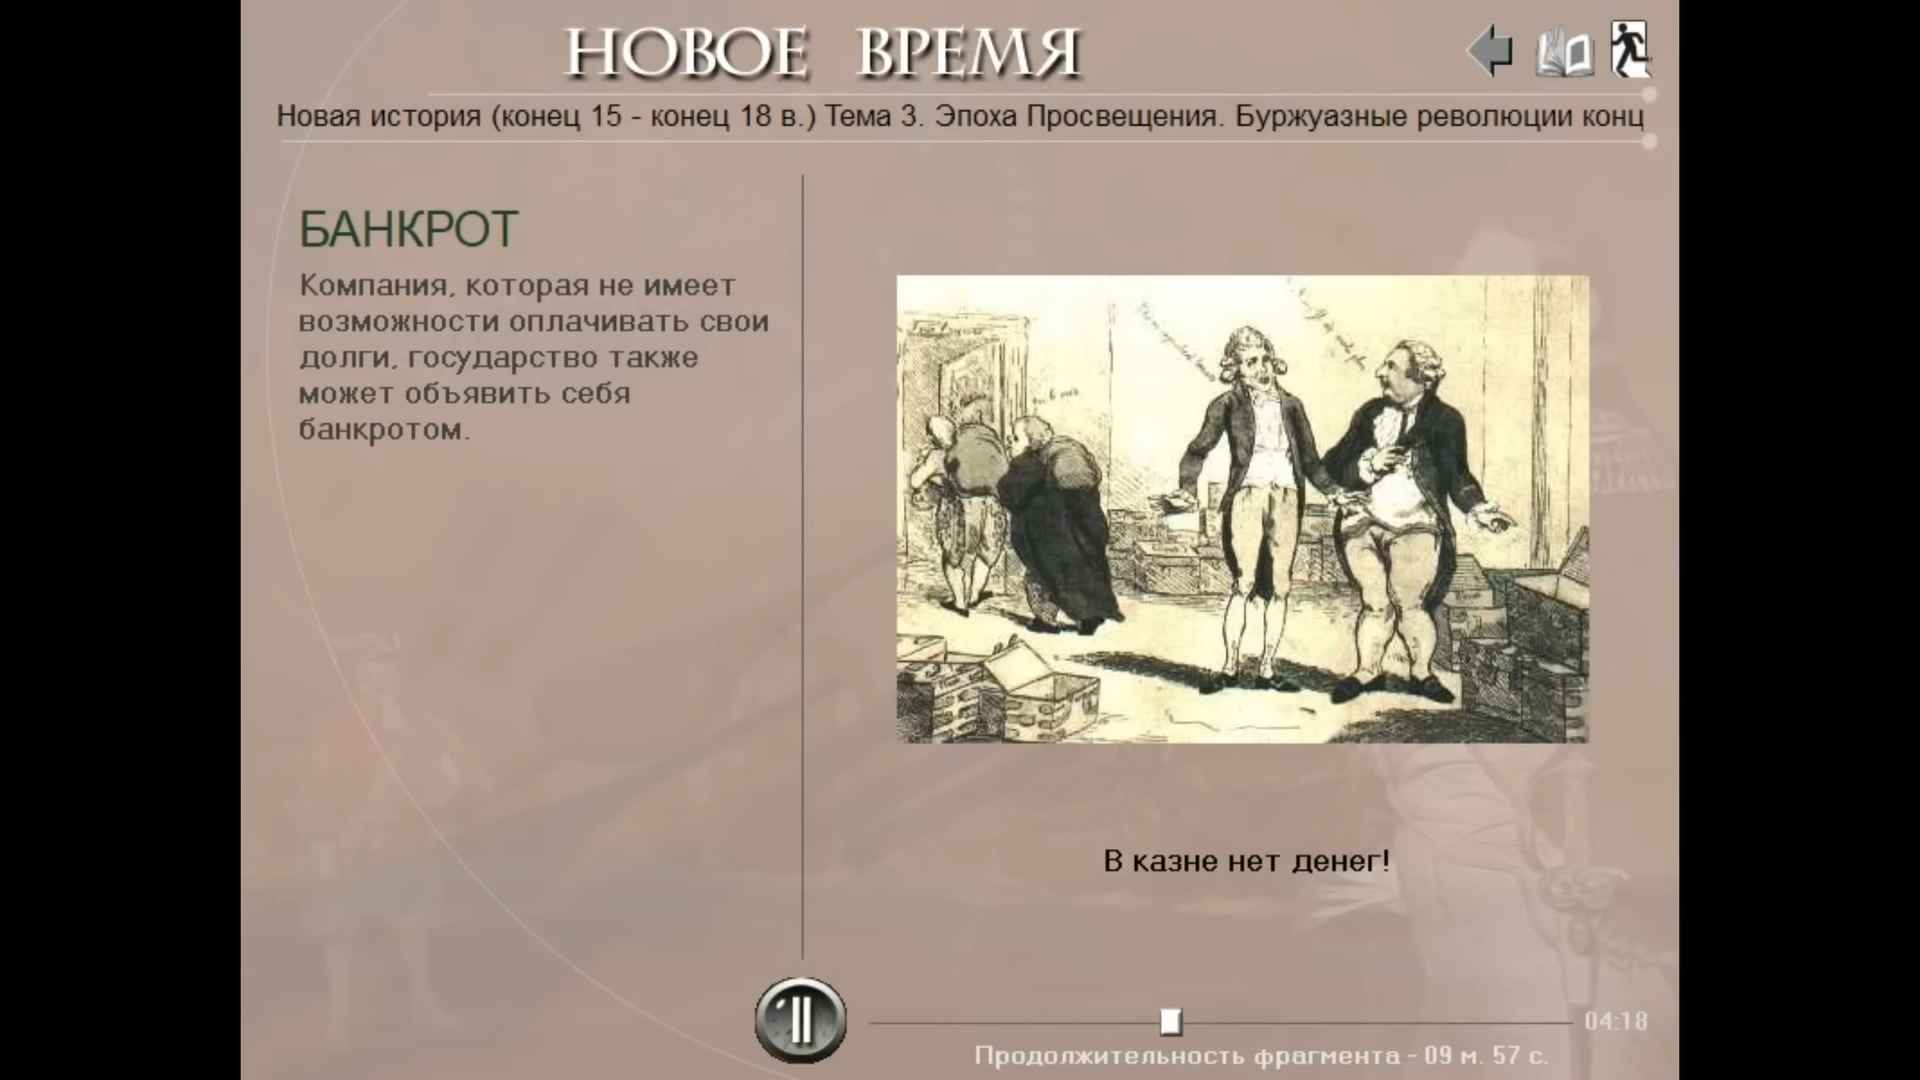 НОВОЕ ВРЕМЯ
Новая история (конец 15 - конец 18 в.) Тема 3. Эпоха Просвещения. Буржуазные революции конц
БАНКРОТ
Компания, которая не имеет
возможности оплачивать свои
долги, государство также
может объявить себя
банкротом.
В казне нет денег!
04:18
Продолжительность фрагмента - 09 м. 57 с.